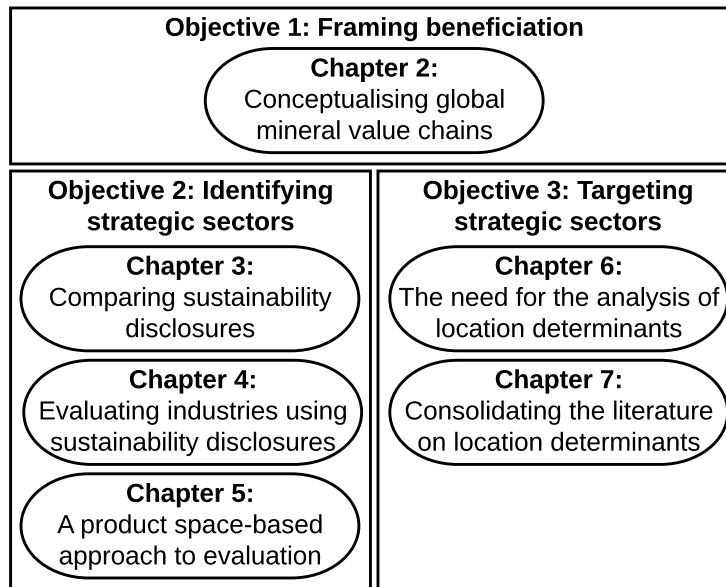 Objective 1: Framing beneficiation
Chapter 2:
Conceptualising global
mineral value chains
Objective 2: Identifying
strategic sectors
Chapter 3:
Comparing sustainability
disclosures
Chapter 4:
Evaluating industries using
sustainability disclosures
Chapter 5:
A product space-based
approach to evaluation
Objective 3: Targeting
strategic sectors
Chapter 6:
The need for the analysis of
location determinants
Chapter 7:
Consolidating the literature
on location determinants